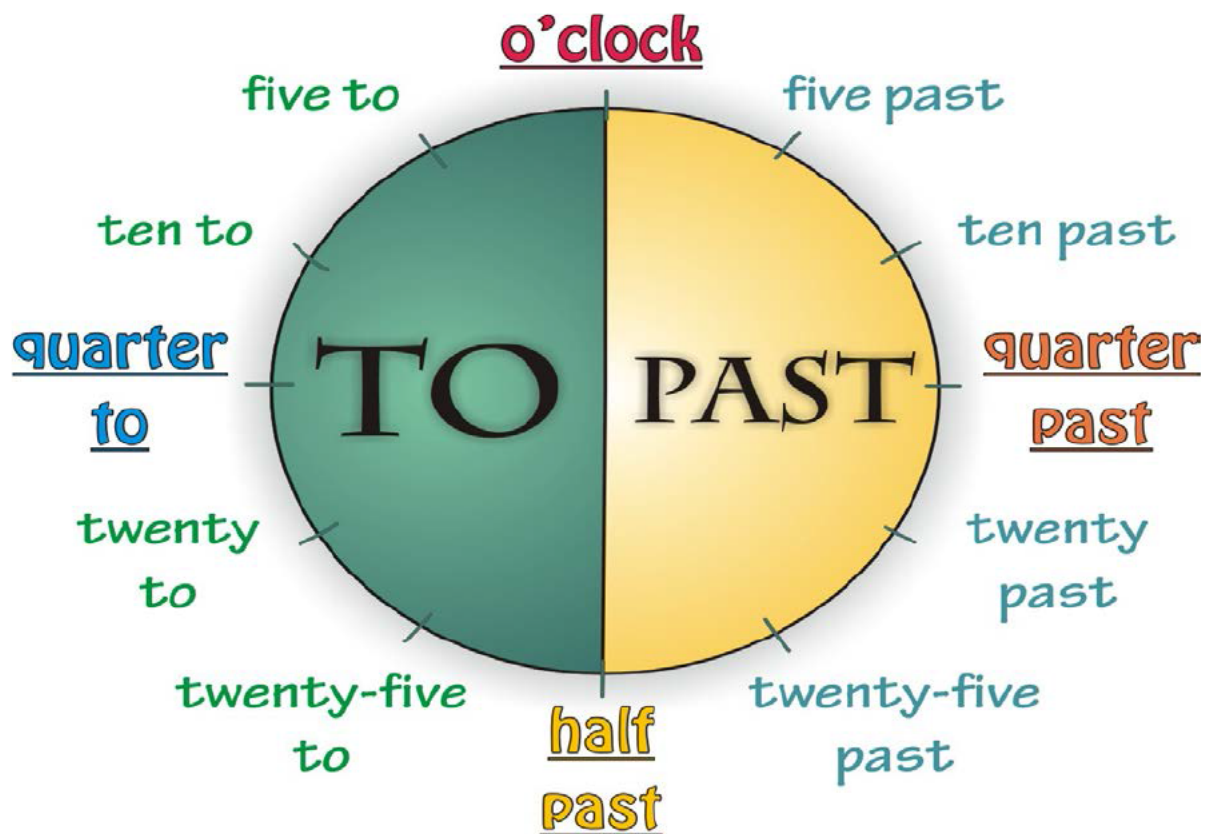 o'clock
five to
five past
ten to
ten past
quarter
to
TO
PAST
quarter
past
twenty
to
twenty
past
twenty-five
to
half
past
twenty-five
past